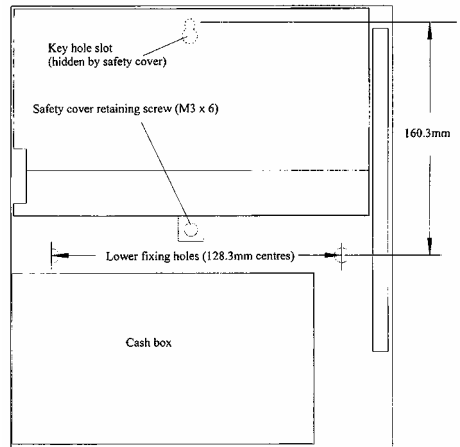 Key hole slot
(hidden by safety cover)
Safety cover retaining screw (M3 x 6)
160.3mm
Lower fixing holes (128.3mm centres)
Cash box